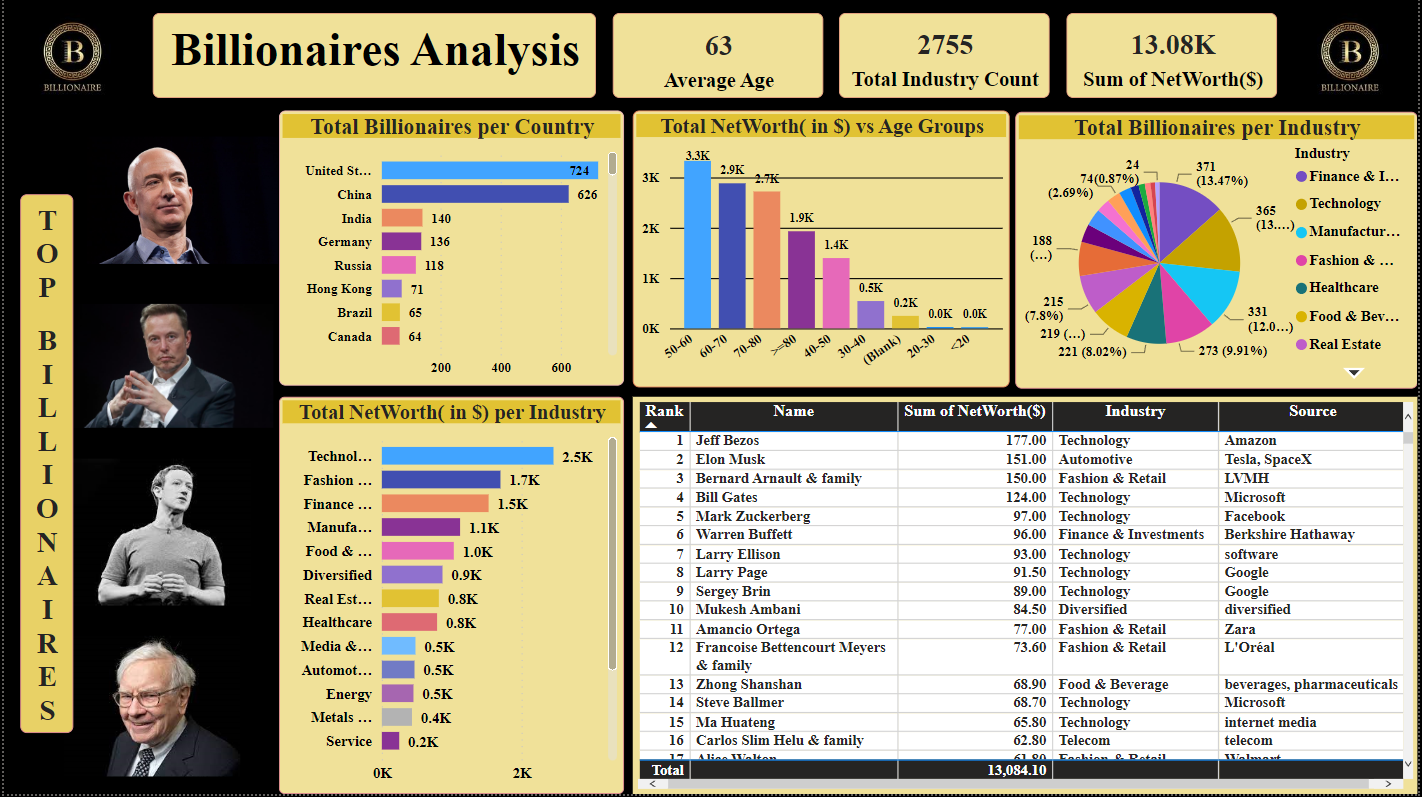 B
BILLIONAIRE
Billionaires Analysis
63
Average Age
2755
Total Industry Count
13.08K
Sum of NetWorth($)
B
BILLIONAIRE
TOP BILLIONAIRES
Total Billionaires per Country
United St... 724
China 626
India 140
Germany 136
Russia 118
Hong Kong 71
Brazil 65
Canada 64
200 400 600
Total NetWorth( in $) vs Age Groups
3K
2K
1K
0K
3.3K
2.9K
2.7K
1.9K
1.4K
0.5K
0.2K
0.0K
0.0K
50-60 60-70 70-80 >=80 40-50 30-40 (Blank) 20-30 <20
Total Billionaires per Industry
371
(13.47%)
365
(13....)
331
(12.0...)
273 (9.91%)
221 (8.02%)
219 (...)
215
(7.8%)
188
(...)
74
(2.69%)
24
(0.87%)
Industry
Finance & I...
Technology
Manufactur...
Fashion & ...
Healthcare
Food & Bev...
Real Estate
Total NetWorth( in $) per Industry
Technol... 2.5K
Fashion ... 1.7K
Finance ... 1.5K
Manufa... 1.1K
Food & ... 1.0K
Diversified 0.9K
Real Est... 0.8K
Healthcare 0.8K
Media &... 0.5K
Automot... 0.5K
Energy 0.5K
Metals ... 0.4K
Service 0.2K
0K 2K
Rank Name Sum of NetWorth($) Industry Source
1 Jeff Bezos 177.00 Technology Amazon
2 Elon Musk 151.00 Automotive Tesla, SpaceX
3 Bernard Arnault & family 150.00 Fashion & Retail LVMH
4 Bill Gates 124.00 Technology Microsoft
5 Mark Zuckerberg 97.00 Technology Facebook
6 Warren Buffett 96.00 Finance & Investments Berkshire Hathaway
7 Larry Ellison 93.00 Technology software
8 Larry Page 91.50 Technology Google
9 Sergey Brin 89.00 Technology Google
10 Mukesh Ambani 84.50 Diversified diversified
11 Amancio Ortega 77.00 Fashion & Retail Zara
12 Francoise Bettencourt Meyers 73.60 Fashion & Retail L'Oréal
& family
13 Zhong Shanshan 68.90 Food & Beverage beverages, pharmaceuticals
14 Steve Ballmer 68.70 Technology Microsoft
15 Ma Huateng 65.80 Technology internet media
16 Carlos Slim Helu & family 62.80 Telecom telecom
17 Alice Walton 61.80 Fashion & Retail Walmart
Total 13,084.10